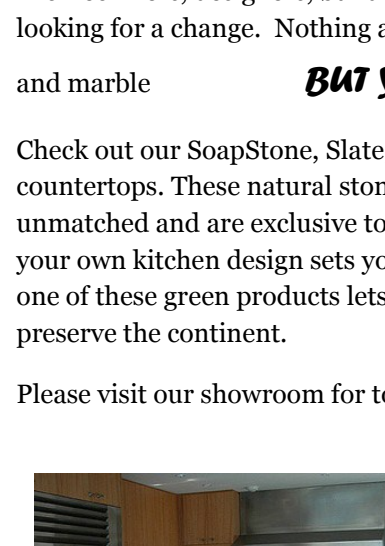 looking for a change. Nothing a
and marble BUT
Check out our SoapStone, Slate
countertops. These natural ston
unmatched and are exclusive to
your own kitchen design sets yo
one of these green products lets
preserve the continent.
Please visit our showroom for to